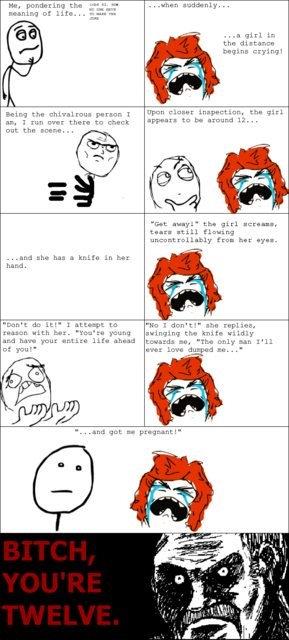 Me, pondering the
meaning of life...
...when suddenly...
...a girl in
the distance
begins crying!
Being the chivalrous person I
am, I run over there to check
out the scene...
Upon closer inspection, the girl
appears to be around 12...
...and she has a knife in her
hand.
"Get away!" the girl screams,
tears still flowing
uncontrollably from her eyes.
"Don't do it!" I attempt to
reason with her. "You're young
and have your entire life ahead
of you!"
"No I don't!" she replies,
swinging the knife wildly
towards me, "The only man I'll
ever love dumped me..."
"...and got me pregnant!"
BITCH,
YOU'RE
TWELVE.